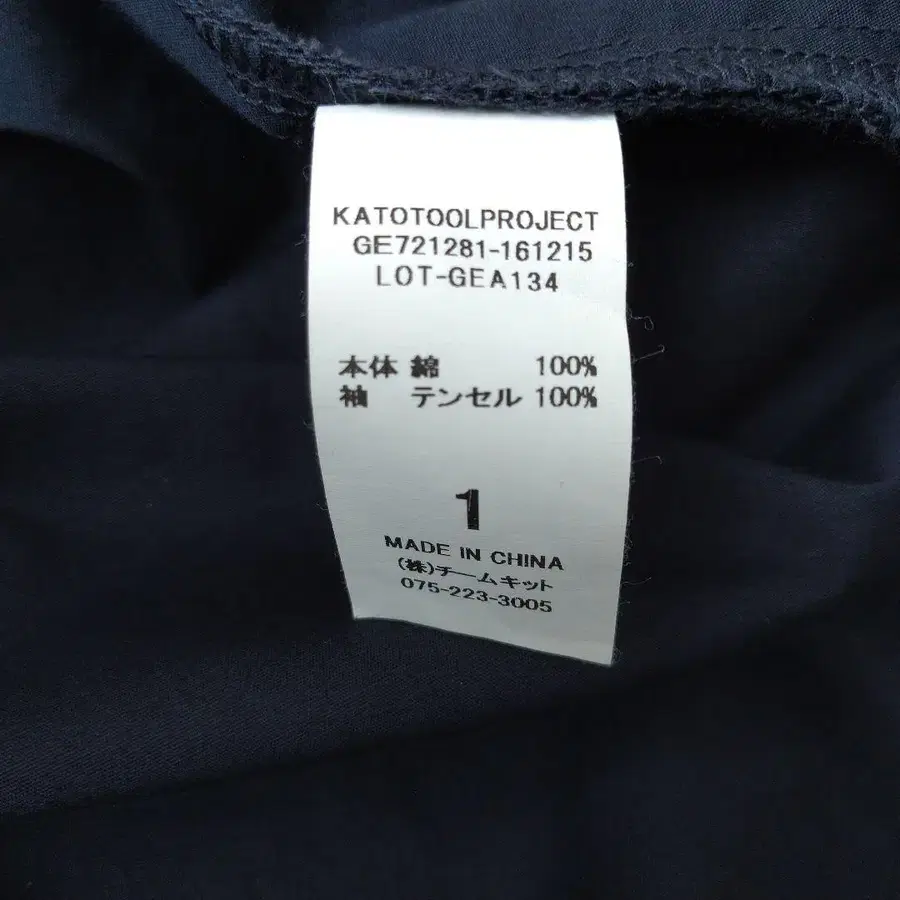 KATOTOOLPROJECT
GE721281-161215
LOT-GEA134
本体 綿 100%
袖 テンセル 100%
1
MADE IN CHINA
(株)チームキット
075-223-3005